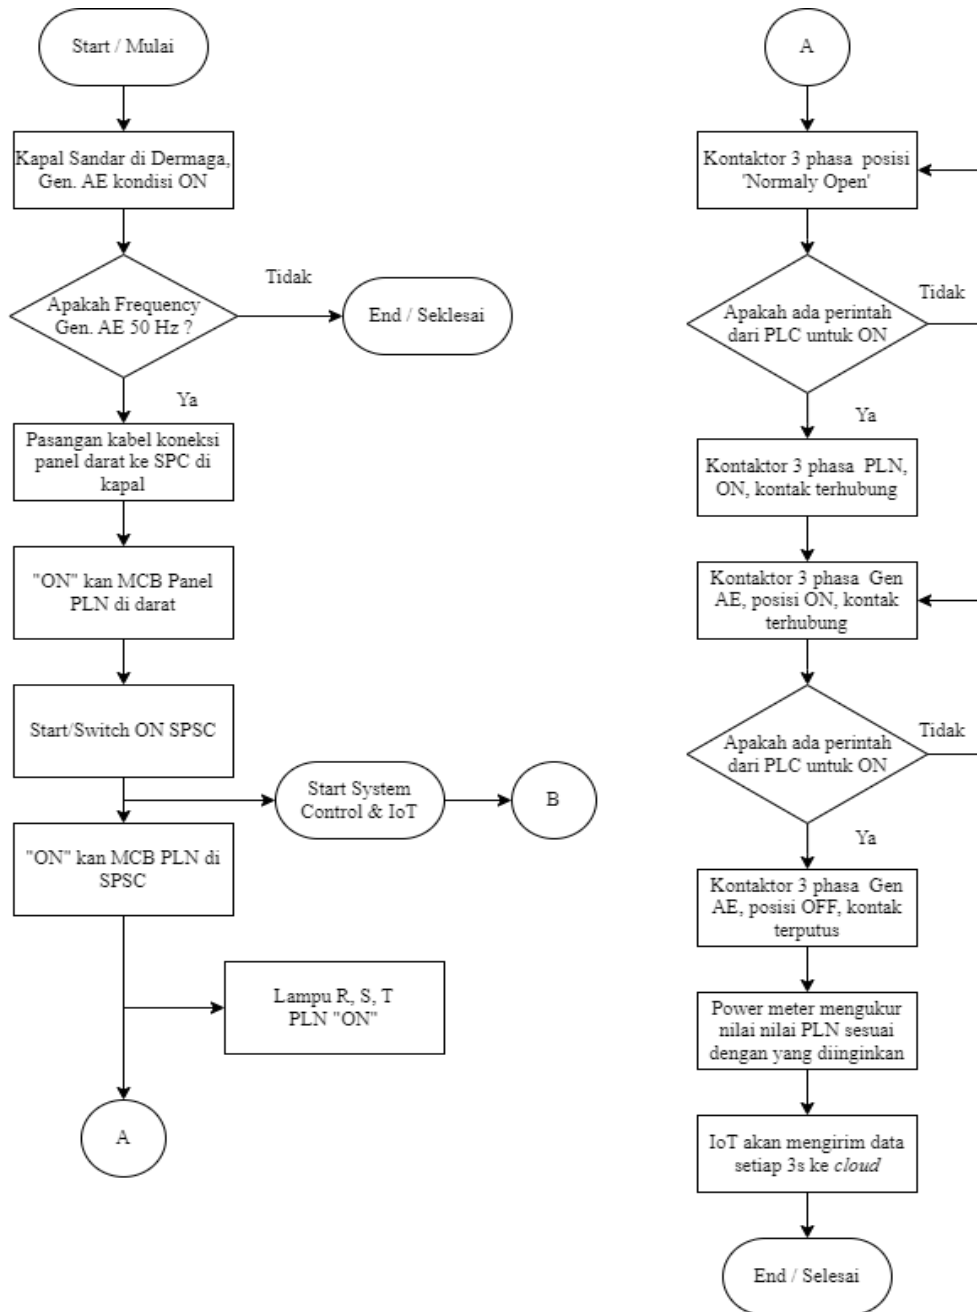 Start / Mulai
Kapal Sandar di Dermaga,
Gen. AE kondisi ON
Apakah Frequency
Gen. AE 50 Hz ?
Tidak
End / Seklesai
Ya
Pasangan kabel koneksi
panel darat ke SPC di
kapal
"ON" kan MCB Panel
PLN di darat
Start/Switch ON SPSC
Start System
Control & IoT
B
"ON" kan MCB PLN di
SPSC
Lampu R, S, T
PLN "ON"
A
A
Kontaktor 3 phasa posisi
'Normaly Open'
Apakah ada perintah
dari PLC untuk ON
Tidak
Ya
Kontaktor 3 phasa PLN,
ON, kontak terhubung
Kontaktor 3 phasa Gen
AE, posisi ON, kontak
terhubung
Apakah ada perintah
dari PLC untuk ON
Tidak
Ya
Kontaktor 3 phasa Gen
AE, posisi OFF, kontak
terputus
Power meter mengukur
nilai nilai PLN sesuai
dengan yang diinginkan
IoT akan mengirim data
setiap 3s ke cloud
End / Selesai